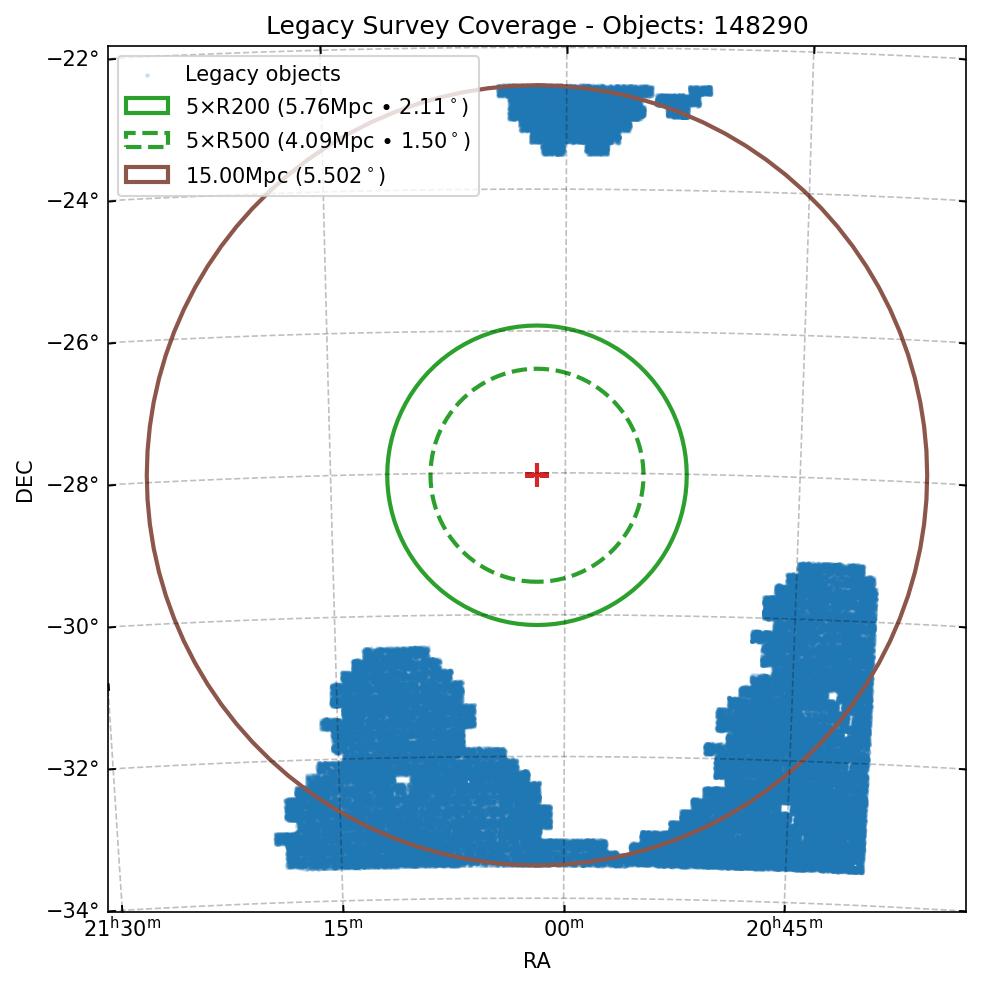 Legacy Survey Coverage - Objects: 148290
Legacy objects
5×R200 (5.76Mpc • 2.11°)
5×R500 (4.09Mpc • 1.50°)
15.00Mpc (5.502°)
−22°
−24°
−26°
−28°
−30°
−32°
−34°
DEC
21ʰ30ᵐ
15ᵐ
00ᵐ
20ʰ45ᵐ
RA